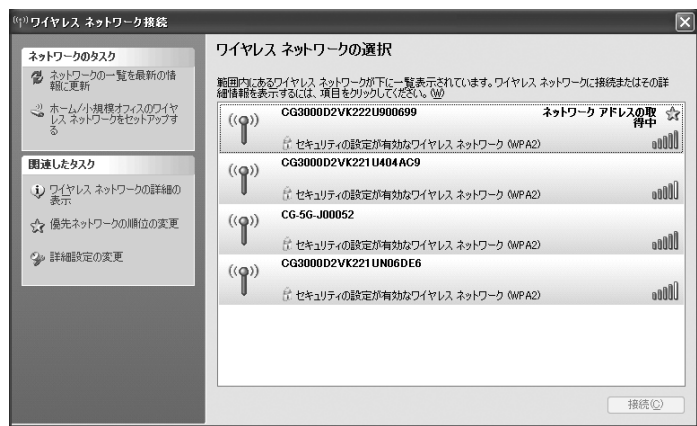 ワイヤレス ネットワーク接続
ネットワークのタスク
ネットワークの一覧を最新の情
報に更新
ホーム/小規模オフィスのワイヤ
レス ネットワークをセットアップす
る
関連したタスク
ワイヤレス ネットワークの詳細の
表示
優先ネットワークの順位の変更
詳細設定の変更
ワイヤレス ネットワークの選択
範囲内にあるワイヤレス ネットワークが下に一覧表示されています。ワイヤレス ネットワークに接続またはその詳
細情報を表示するには、項目をクリックしてください。(W)
CG3000D2VK222U900699
ネットワーク アドレスの取
得中
セキュリティの設定が有効なワイヤレス ネットワーク (WPA2)
CG3000D2VK221U404AC9
セキュリティの設定が有効なワイヤレス ネットワーク (WPA2)
CG-5G-J00052
セキュリティの設定が有効なワイヤレス ネットワーク (WPA2)
CG3000D2VK221UN06DE6
セキュリティの設定が有効なワイヤレス ネットワーク (WPA2)
接続(C)